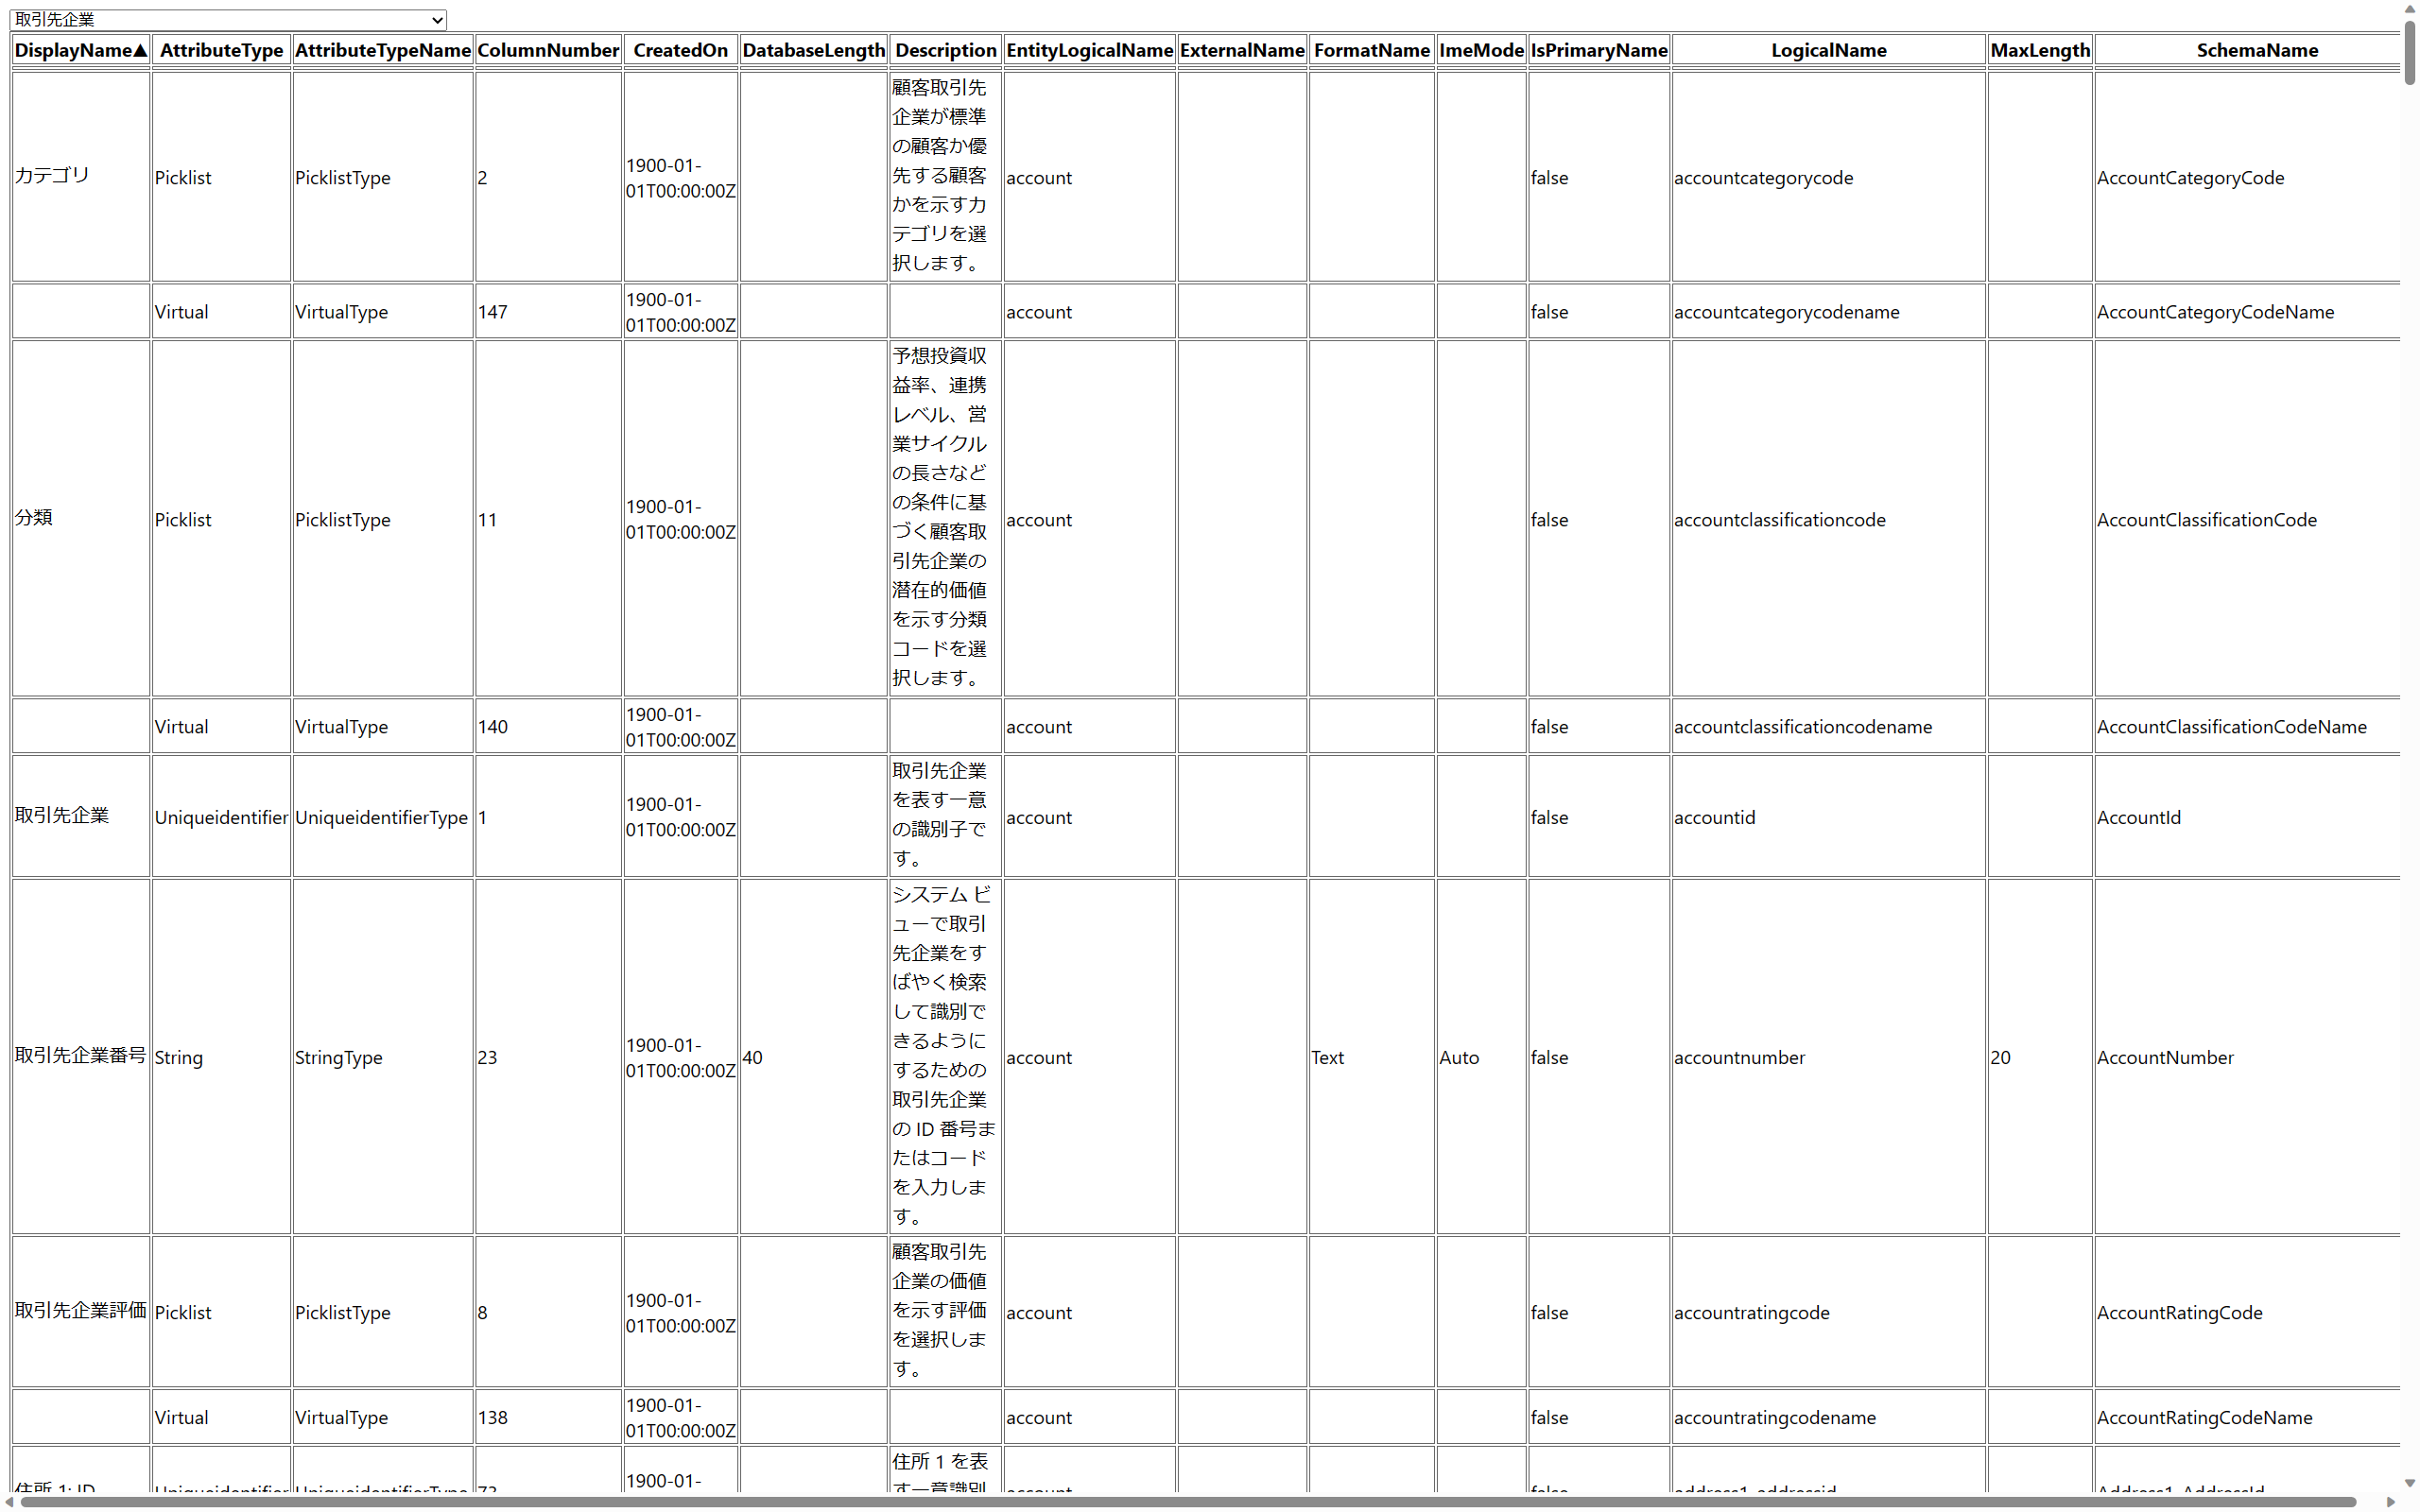 取引先企業
DisplayName▲ AttributeType AttributeTypeName ColumnNumber CreatedOn DatabaseLength Description EntityLogicalName ExternalName FormatName ImeMode IsPrimaryName LogicalName MaxLength SchemaName
カテゴリ Picklist PicklistType 2 1900-01-
01T00:00:00Z
顧客取引先
企業が標準
の顧客か優
先する顧客
かを示すカ
テゴリを選
択します。
account false accountcategorycode AccountCategoryCode
Virtual VirtualType 147 1900-01-
01T00:00:00Z
account false accountcategorycodename AccountCategoryCodeName
分類 Picklist PicklistType 11 1900-01-
01T00:00:00Z
予想投資収
益率、連携
レベル、営
業サイクル
の長さなど
の条件に基
づく顧客取
引先企業の
潜在的価値
を示す分類
コードを選
択します。
account false accountclassificationcode AccountClassificationCode
Virtual VirtualType 140 1900-01-
01T00:00:00Z
account false accountclassificationcodename AccountClassificationCodeName
取引先企業 Uniqueidentifier UniqueidentifierType 1 1900-01-
01T00:00:00Z
取引先企業
を表す一意
の識別子で
す。
account false accountid AccountId
取引先企業番号 String StringType 23 1900-01-
01T00:00:00Z
40
システム ビ
ューで取引
先企業をす
ばやく検索
して識別で
きるように
するための
取引先企業
の ID 番号ま
たはコード
を入力しま
す。
account Text Auto false accountnumber 20 AccountNumber
取引先企業評価 Picklist PicklistType 8 1900-01-
01T00:00:00Z
顧客取引先
企業の価値
を示す評価
を選択しま
す。
account false accountratingcode AccountRatingCode
Virtual VirtualType 138 1900-01-
01T00:00:00Z
account false accountratingcodename AccountRatingCodeName
住所 1: ID Uniqueidentifier UniqueidentifierType 73 1900-01-
住所 1 を表
す一意識別
account false address1_addressid Address1_AddressId